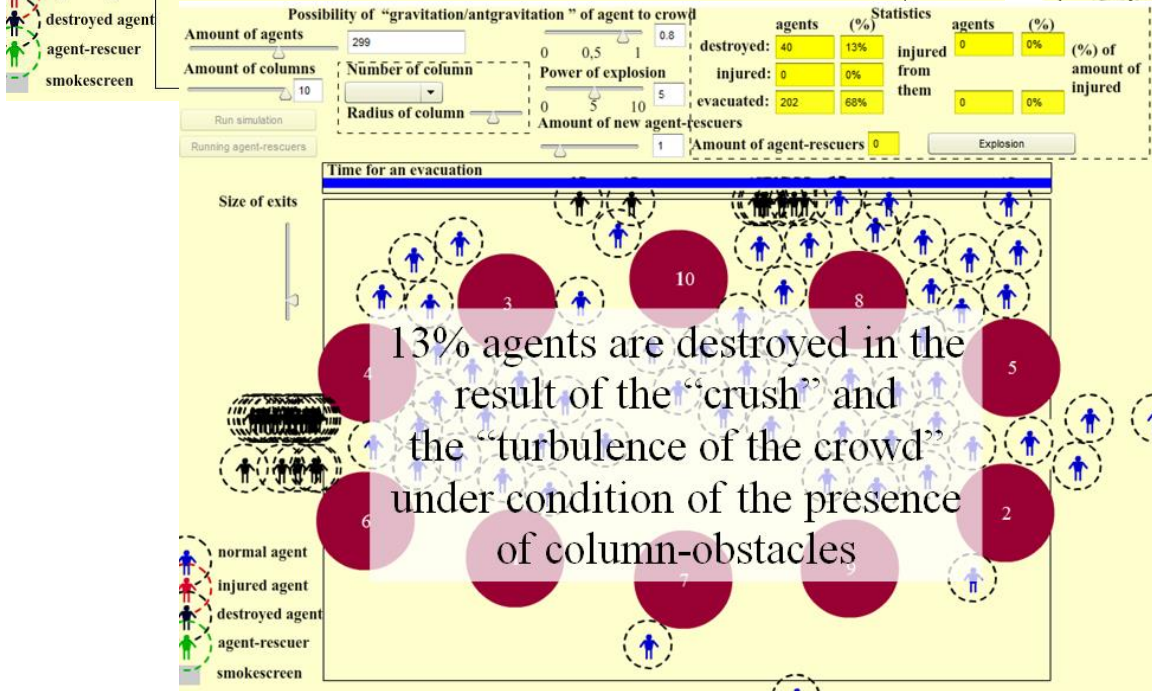 destroyed agent
agent-rescuer
smokescreen
Possibility of “gravitation/antgravitation ” of agent to crowd
Amount of agents
299
0 0,5 1
0.8
Amount of columns
10
Number of column
Radius of column
Power of explosion
5
0 5 10
Amount of new agent-rescuers
1
Run simulation
Running agent-rescuers
Statistics
agents (%) agents (%)
destroyed: 40 13% injured 0 0% (%) of
injured: 0 0% from amount of
evacuated: 202 68% them 0 0% injured
Amount of agent-rescuers 0 Explosion
Time for an evacuation
Size of exits
10
3
8
4
5
13% agents are destroyed in the
result of the “crush” and
the “turbulence of the crowd”
under condition of the presence
of column-obstacles
6
2
7
9
normal agent
injured agent
destroyed agent
agent-rescuer
smokescreen